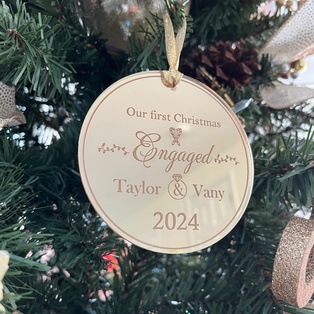 Our first Christmas
Engaged
Taylor & Vany
2024